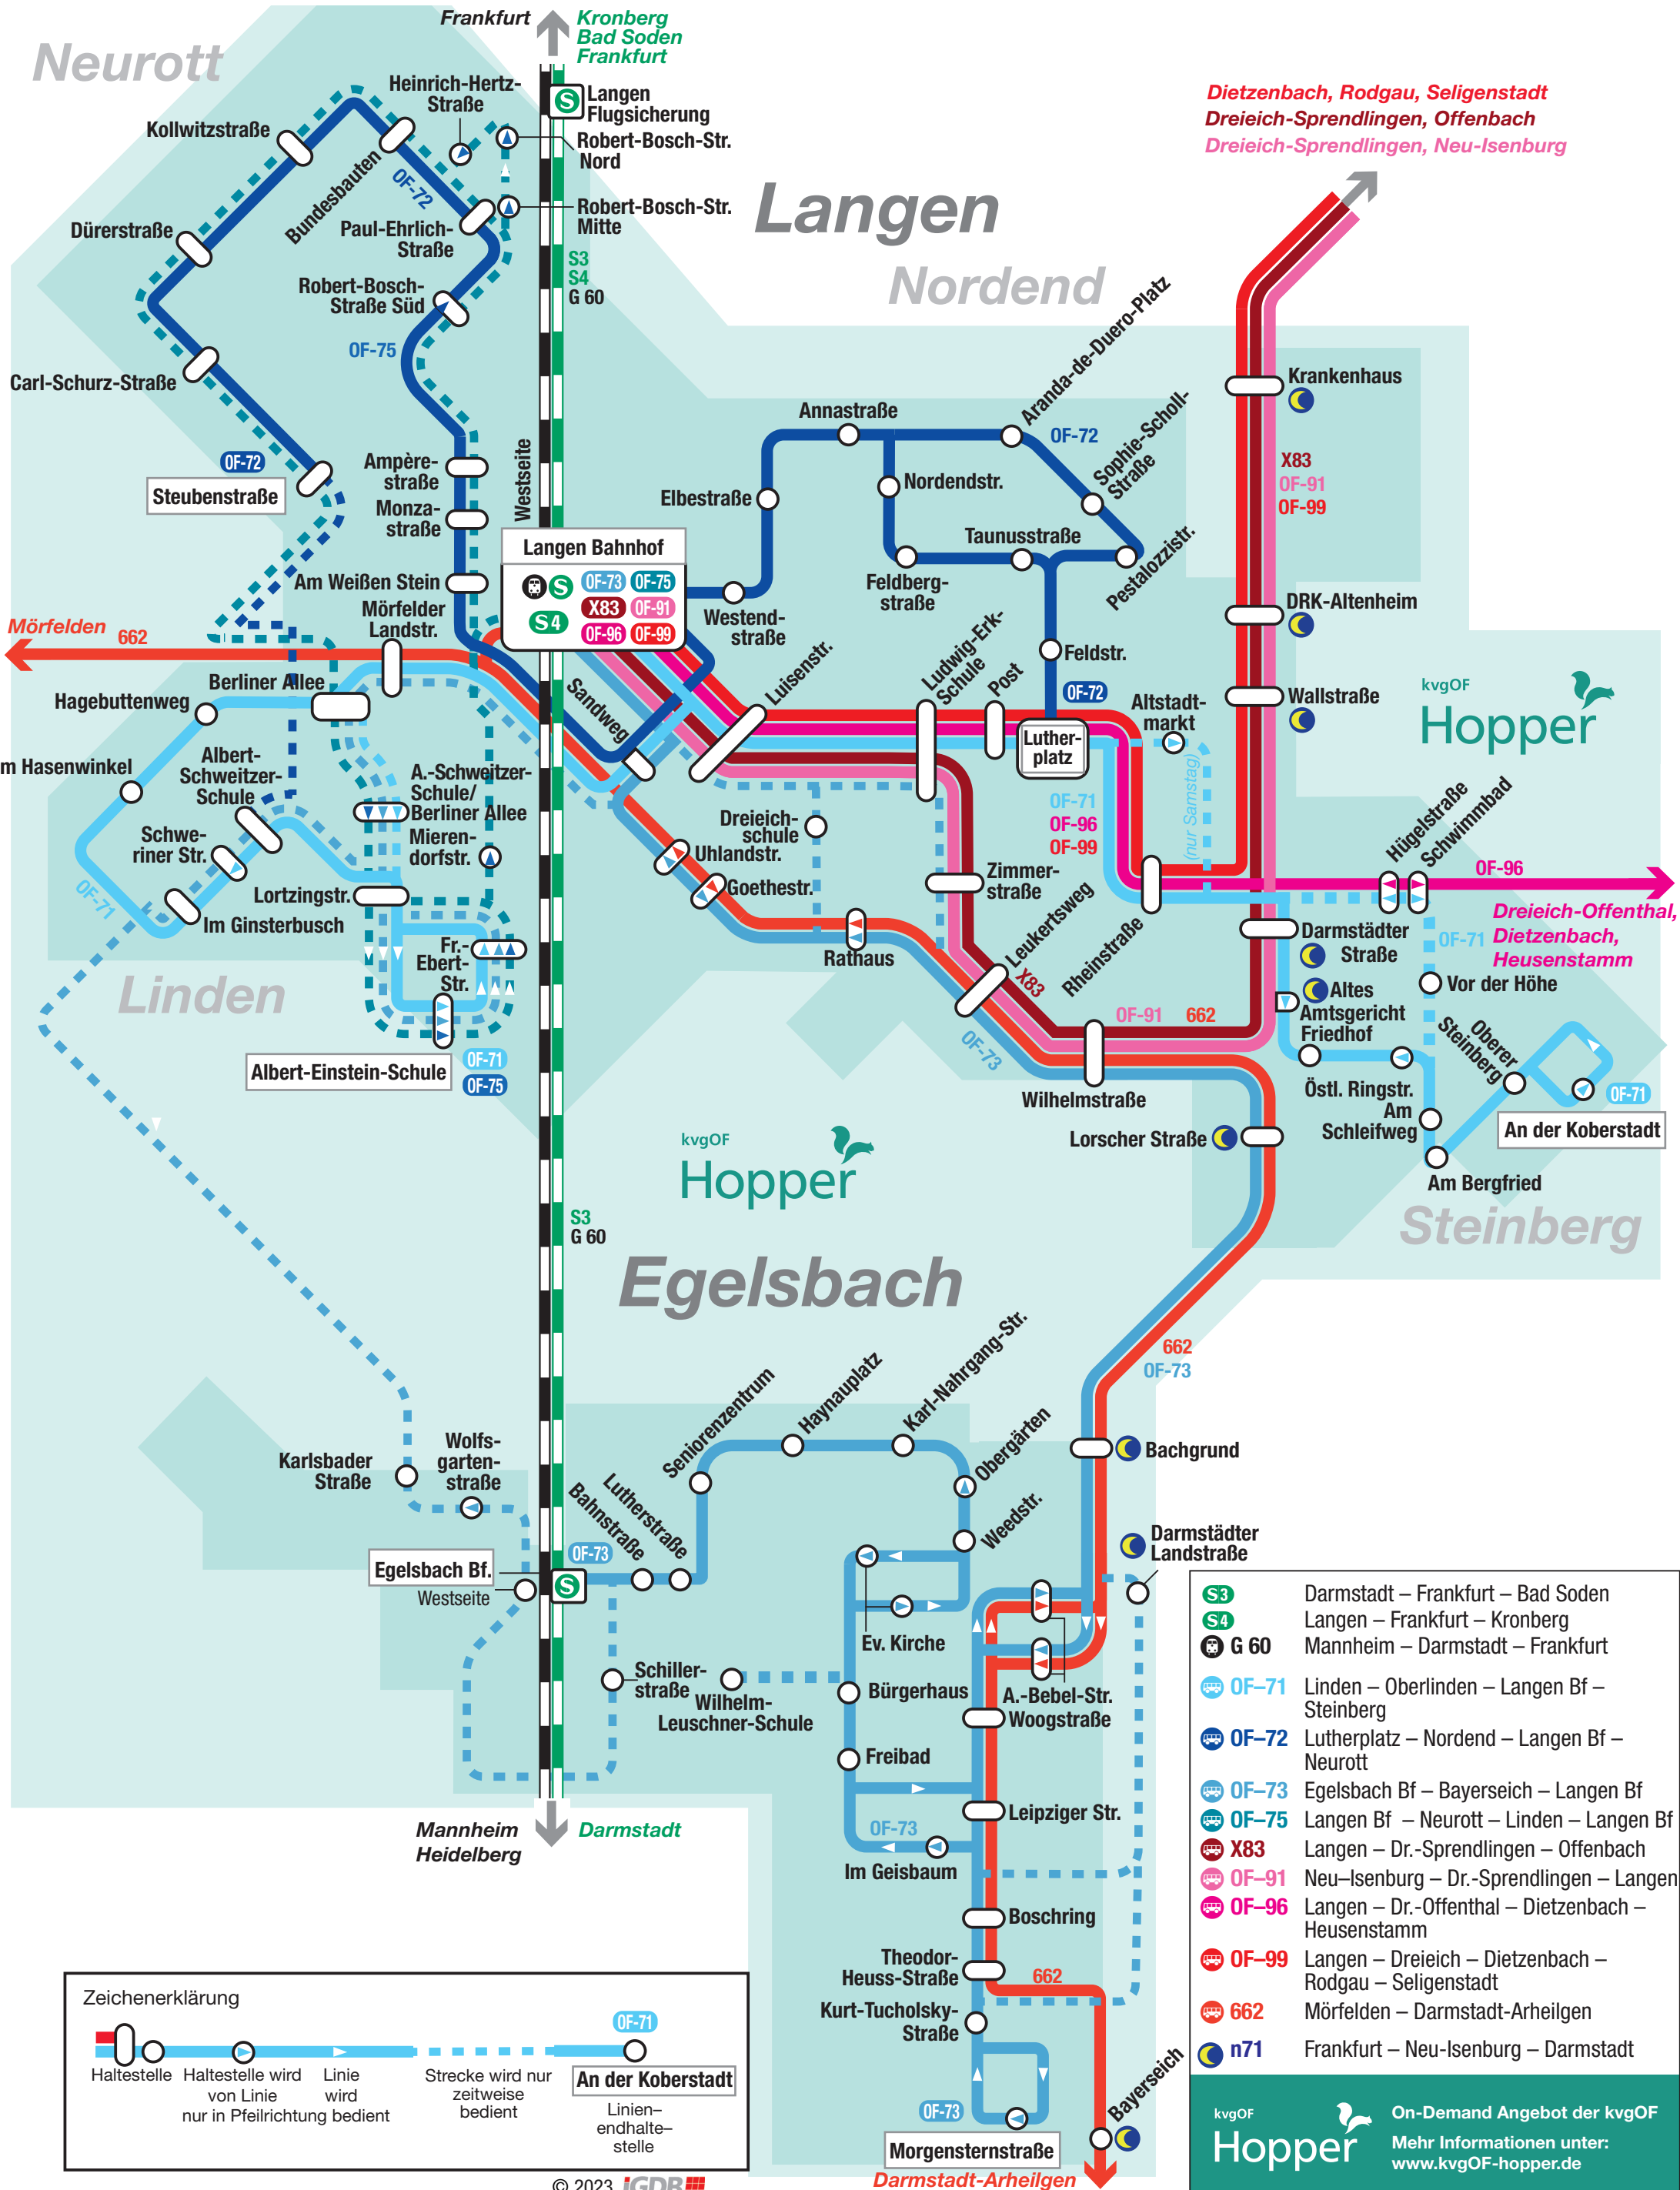 Frankfurt
Kronberg
Bad Soden
Frankfurt
Neurott
Heinrich-Hertz-
Straße
Langen
Flugsicherung
Kollwitzstraße
Robert-Bosch-Str.
Nord
Bundesbauten
OF-72
Robert-Bosch-Str.
Mitte
Dürerstraße
Paul-Ehrlich-
Straße
Robert-Bosch-
Straße Süd
S3
S4
G 60
OF-75
Carl-Schurz-Straße
OF-72
Steubenstraße
Ampère-
straße
Monza-
straße
Am Weißen Stein
Mörfelder
Landstr.
Westseite
Langen
Nordend
Dietzenbach, Rodgau, Seligenstadt
Dreieich-Sprendlingen, Offenbach
Dreieich-Sprendlingen, Neu-Isenburg
Annastraße
Aranda-de-Duero-Platz
OF-72
Elbestraße
Nordendstr.
Sophie-Scholl-
Straße
Taunusstraße
Feldberg-
straße
Pestalozzistr.
Westend-
straße
Feldstr.
OF-72
Krankenhaus
X83
OF-91
OF-99
DRK-Altenheim
Wallstraße
kvgOF
Hopper
Langen Bahnhof
S
OF-73 OF-75
X83 OF-91
S4
OF-96 OF-99
Mörfelden
662
Berliner Allee
Hagebuttenweg
m Hasenwinkel
Albert-
Schweitzer-
Schule
A.-Schweitzer-
Schule/
Berliner Allee
Schwe-
riner Str.
Mieren-
dorfstr.
OF-71
Lortzingstr.
Im Ginsterbusch
Fr.-
Ebert-
Str.
Linden
Albert-Einstein-Schule
OF-71
OF-75
Sandweg
Luisenstr.
Ludwig-Erk-
Schule
Post
Luther-
platz
Altstadt-
markt
(nur Samstag)
OF-71
OF-96
OF-99
Dreieich-
schule
Uhlandstr.
Goethestr.
Rathaus
Zimmer-
straße
Leukertsweg
X83
Rheinstraße
OF-73
OF-91
662
Wilhelmstraße
Hügelstraße
Schwimmbad
OF-96
Dreieich-Offenthal,
Dietzenbach,
Heusenstamm
Darmstädter
Straße
OF-71
Altes
Amtsgericht
Friedhof
Vor der Höhe
Östl. Ringstr.
Oberer
Steinberg
Am
Schleifweg
OF-71
An der Koberstadt
Am Bergfried
Lorscher Straße
Steinberg
kvgOF
Hopper
S3
G 60
Egelsbach
662
OF-73
Karlsbader
Straße
Wolfs-
garten-
straße
Seniorenzentrum
Haynauplatz
Karl-Nahrgang-Str.
Obergärten
Bachgrund
Bahnstraße
Lutherstraße
OF-73
Egelsbach Bf.
Westseite
Weedstr.
Darmstädter
Landstraße
Ev. Kirche
Schiller-
straße
Wilhelm-
Leuschner-Schule
Bürgerhaus
A.-Bebel-Str.
Woogstraße
Freibad
Leipziger Str.
OF-73
Im Geisbaum
Mannheim
Heidelberg
Darmstadt
Boschring
Theodor-
Heuss-Straße
662
Kurt-Tucholsky-
Straße
OF-73
Bayerseich
Morgensternstraße
Darmstadt-Arheilgen
S3 Darmstadt – Frankfurt – Bad Soden
S4 Langen – Frankfurt – Kronberg
G 60 Mannheim – Darmstadt – Frankfurt
OF–71 Linden – Oberlinden – Langen Bf –
Steinberg
OF–72 Lutherplatz – Nordend – Langen Bf –
Neurott
OF–73 Egelsbach Bf – Bayerseich – Langen Bf
OF–75 Langen Bf – Neurott – Linden – Langen Bf
X83 Langen – Dr.-Sprendlingen – Offenbach
OF–91 Neu–Isenburg – Dr.-Sprendlingen – Langen
OF–96 Langen – Dr.-Offenthal – Dietzenbach –
Heusenstamm
OF–99 Langen – Dreieich – Dietzenbach –
Rodgau – Seligenstadt
662 Mörfelden – Darmstadt-Arheilgen
n71 Frankfurt – Neu-Isenburg – Darmstadt
kvgOF
Hopper
On-Demand Angebot der kvgOF
Mehr Informationen unter:
www.kvgOF-hopper.de
Zeichenerklärung
OF-71
Haltestelle
Haltestelle wird Linie
von Linie wird
nur in Pfeilrichtung bedient
Strecke wird nur
zeitweise
bedient
An der Koberstadt
Linien–
endhalte–
stelle
© 2023 iGDB